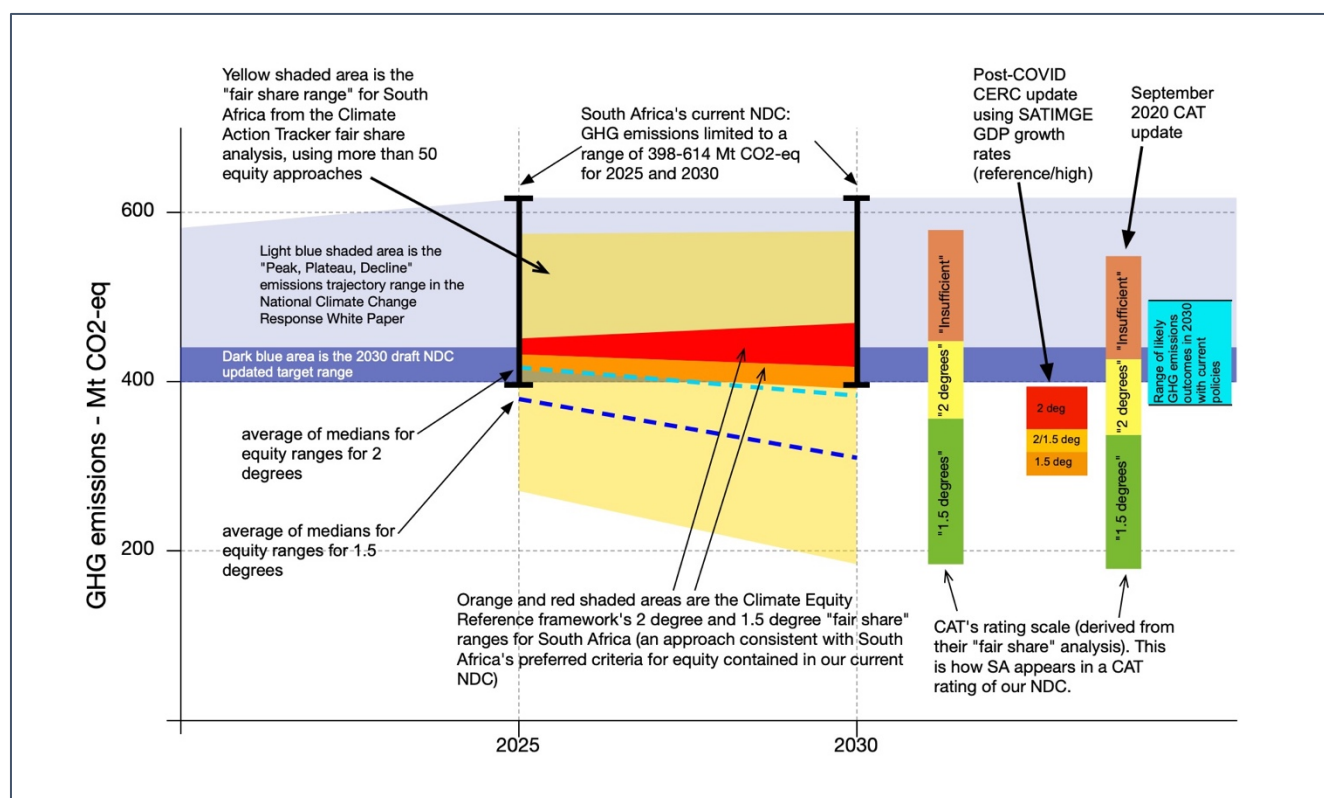 Yellow shaded area is the
"fair share range" for South
Africa from the Climate
Action Tracker fair share
analysis, using more than 50
equity approaches
South Africa's current NDC:
GHG emissions limited to a
range of 398-614 Mt CO2-eq
for 2025 and 2030
Post-COVID
CERC update
using SATIMGE
GDP growth
rates
(reference/high)
September
2020 CAT
update
GHG emissions - Mt CO2-eq
600
400
200
Light blue shaded area is the
"Peak, Plateau, Decline"
emissions trajectory range in the
National Climate Change
Response White Paper
Dark blue area is the 2030 draft NDC
updated target range
average of medians for
equity ranges for 2
degrees
average of medians for
equity ranges for 1.5
degrees
Orange and red shaded areas are the Climate Equity
Reference framework's 2 degree and 1.5 degree "fair share"
ranges for South Africa (an approach consistent with South
Africa's preferred criteria for equity contained in our current
NDC)
"Insufficient"
"2 degrees"
"1.5 degrees"
2 deg
2/1.5 deg
1.5 deg
"Insufficient"
"2 degrees"
"1.5 degrees"
Range of likely
GHG emissions
outcomes in 2030
with current
policies
CAT's rating scale (derived from
their "fair share" analysis). This
is how SA appears in a CAT
rating of our NDC.
2025
2030